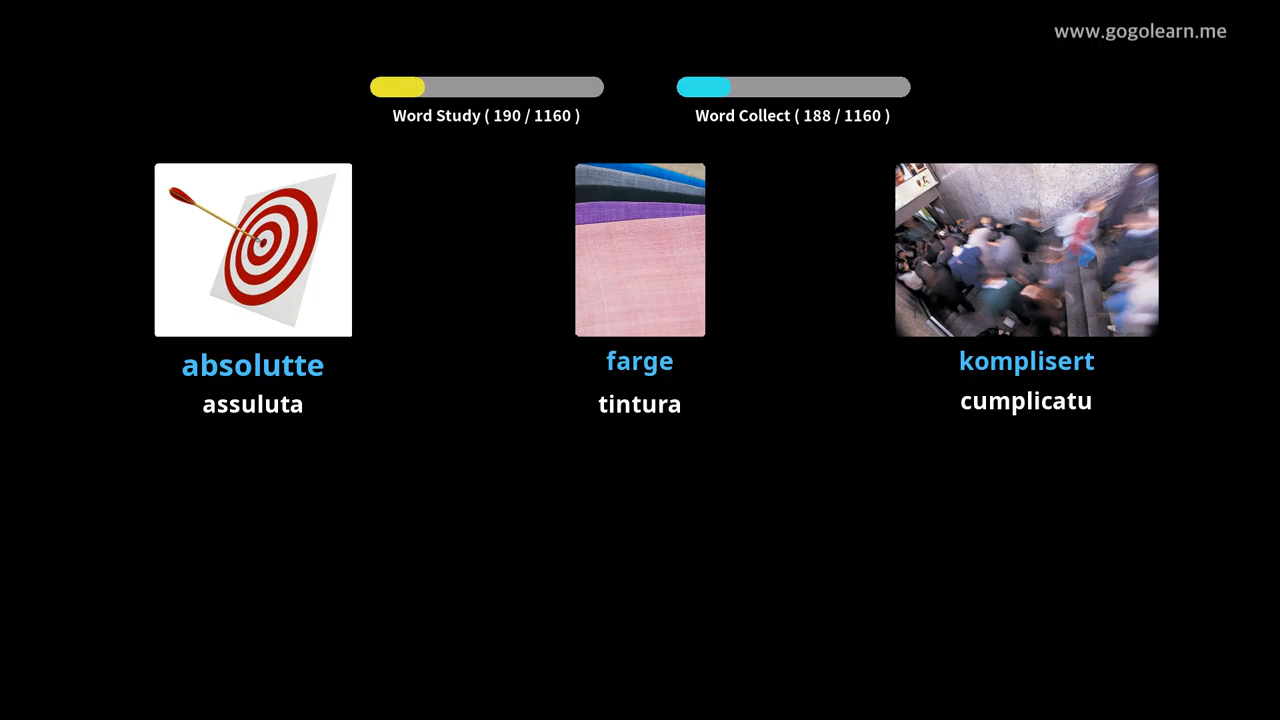 www.gogolearn.me
Word Study ( 190 / 1160 )
Word Collect ( 188 / 1160 )
absolutte
assuluta
farge
tintura
komplisert
cumplicatu